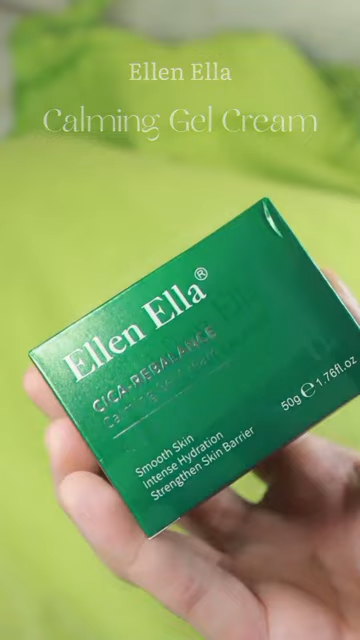 Ellen Ella
Calming Gel Cream
Ellen Ella®
CICA-REBALANCE
Smooth Skin
Intense Hydration
Strengthen Skin Barrier
50g ℮ 1.76fl.oz